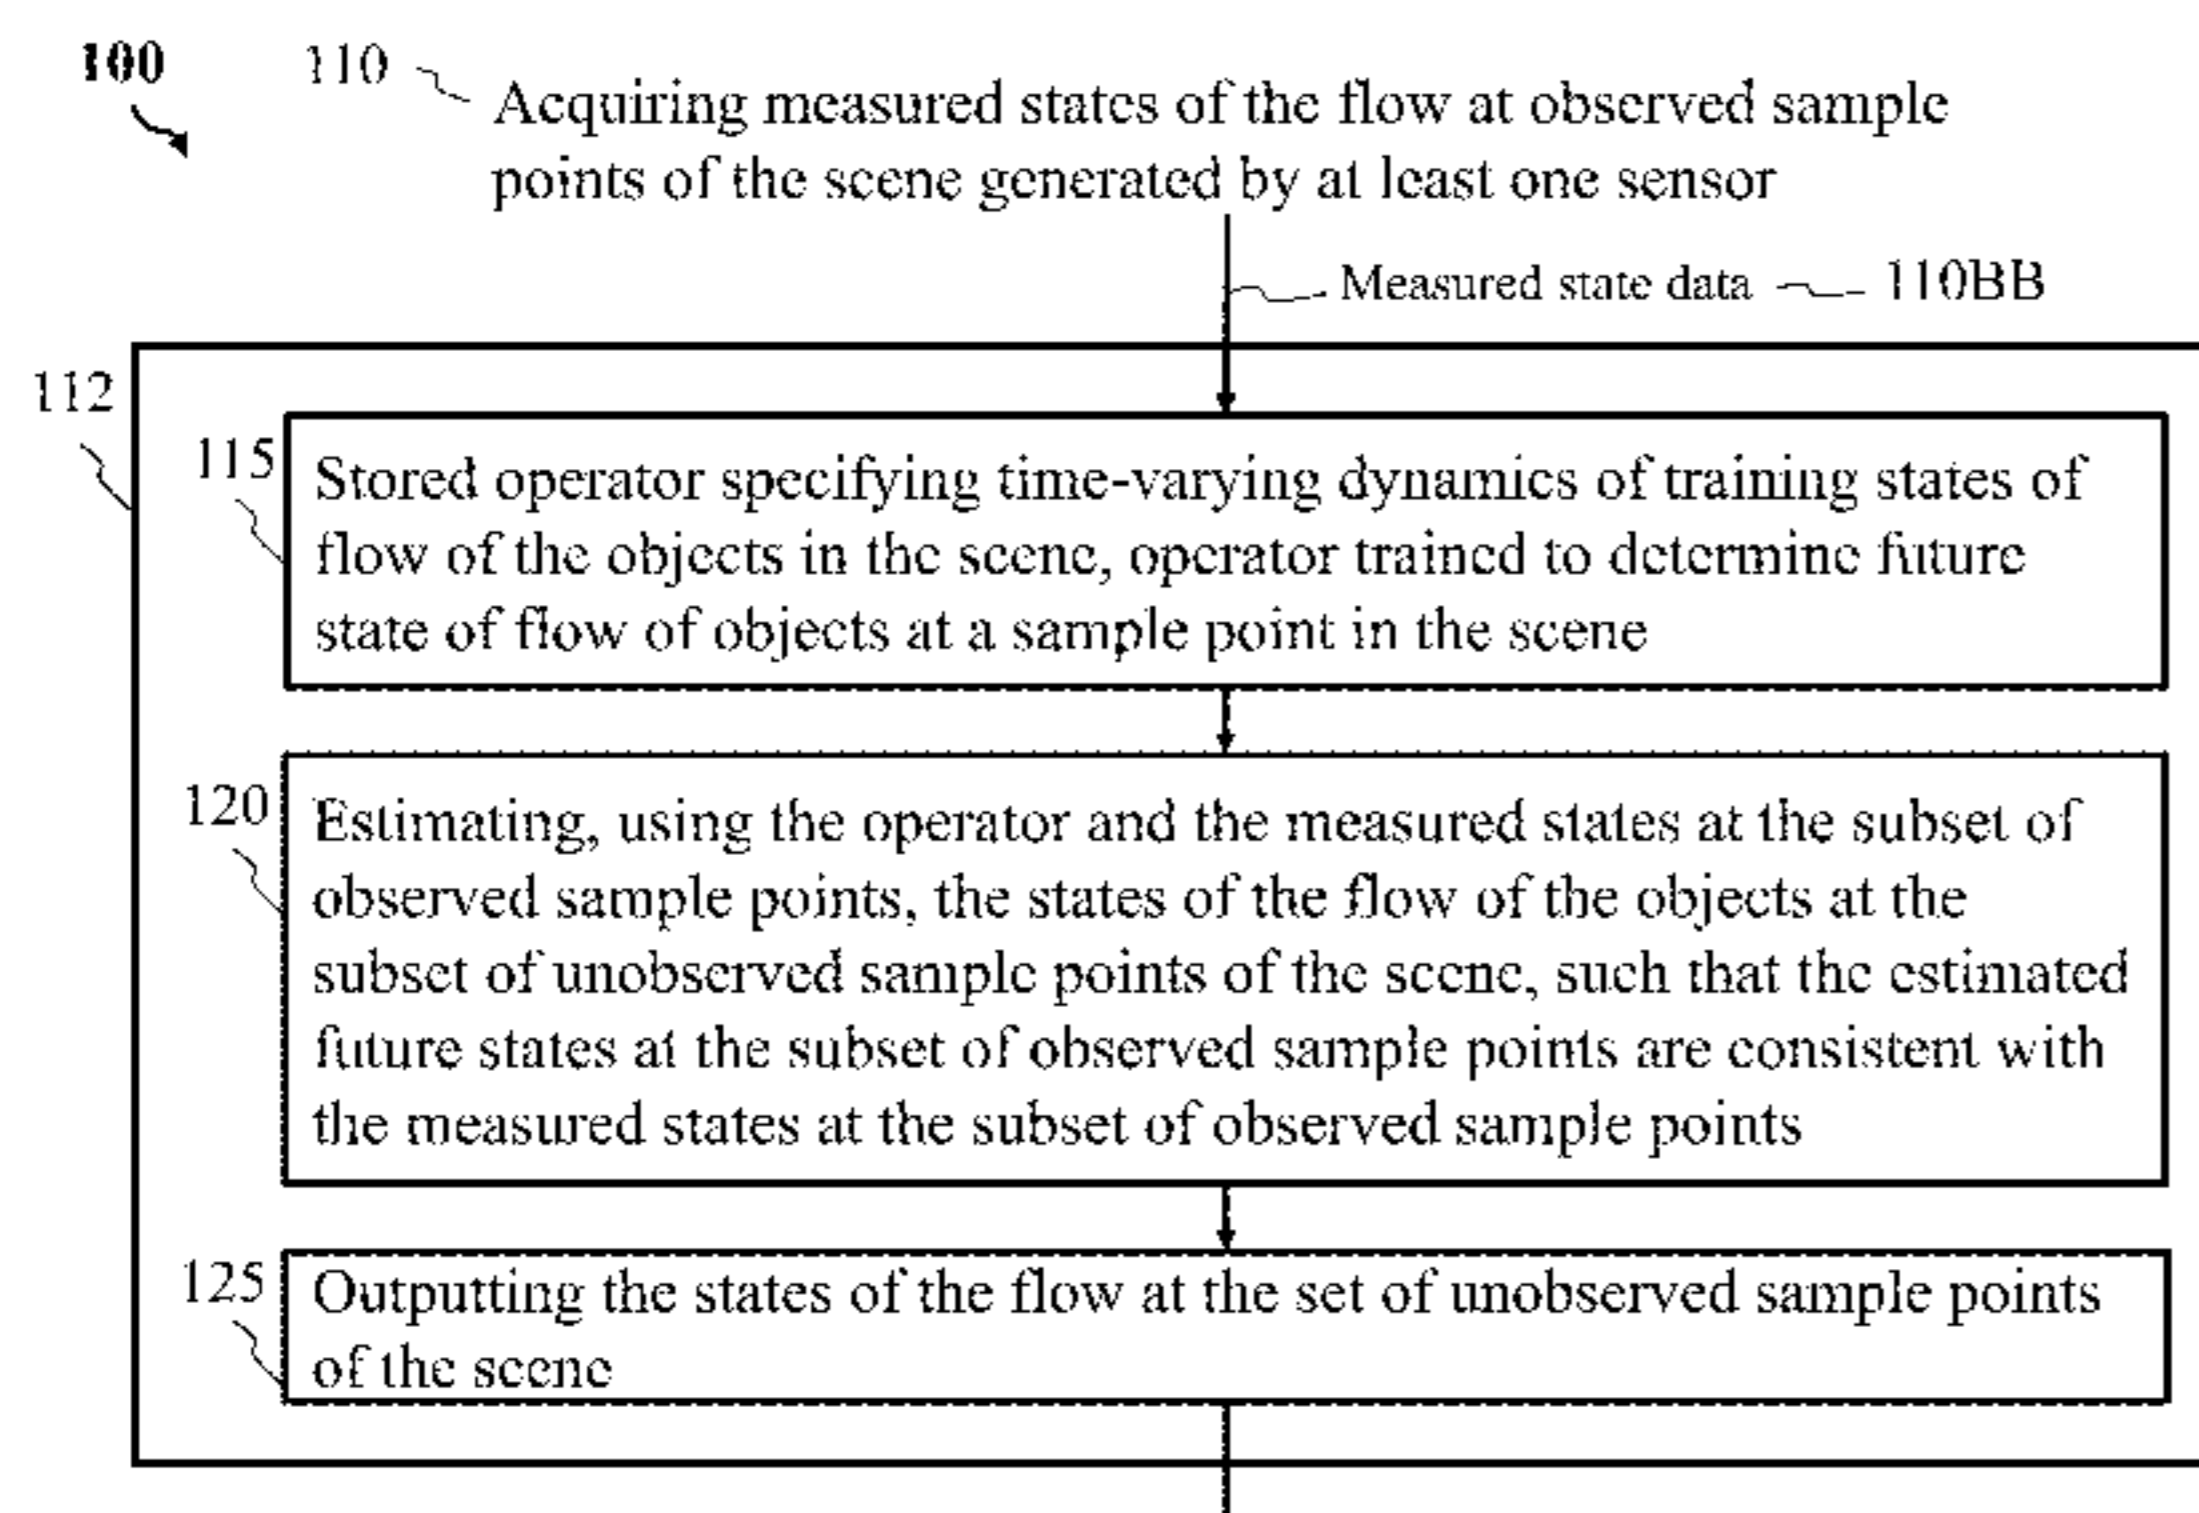 100
110
Acquiring measured states of the flow at observed sample
points of the scene generated by at least one sensor
Measured state data
110BB
112
115
Stored operator specifying time-varying dynamics of training states of
flow of the objects in the scene, operator trained to determine future
state of flow of objects at a sample point in the scene
120
Estimating, using the operator and the measured states at the subset of
observed sample points, the states of the flow of the objects at the
subset of unobserved sample points of the scene, such that the estimated
future states at the subset of observed sample points are consistent with
the measured states at the subset of observed sample points
125
Outputting the states of the flow at the set of unobserved sample points
of the scene